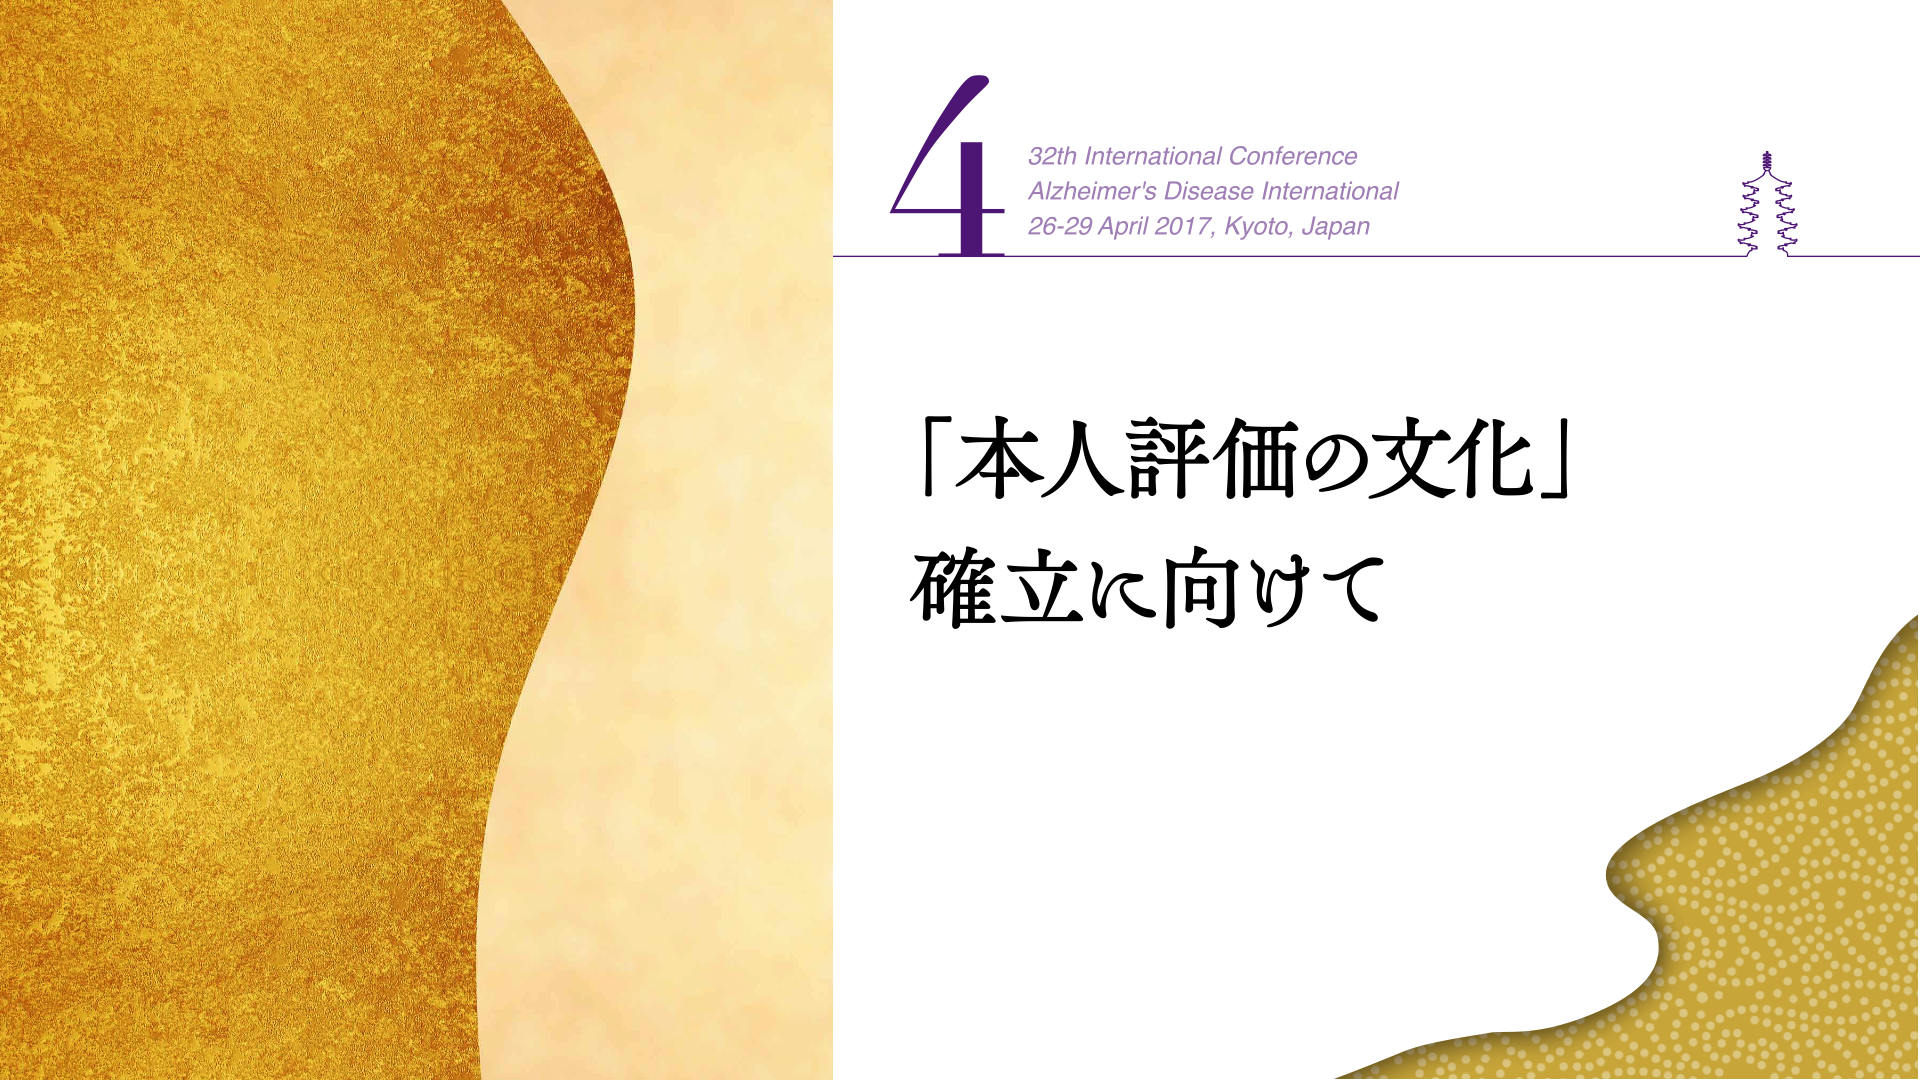 4
32th International Conference
Alzheimer's Disease International
26-29 April 2017, Kyoto, Japan
「本人評価の文化」
確立に向けて